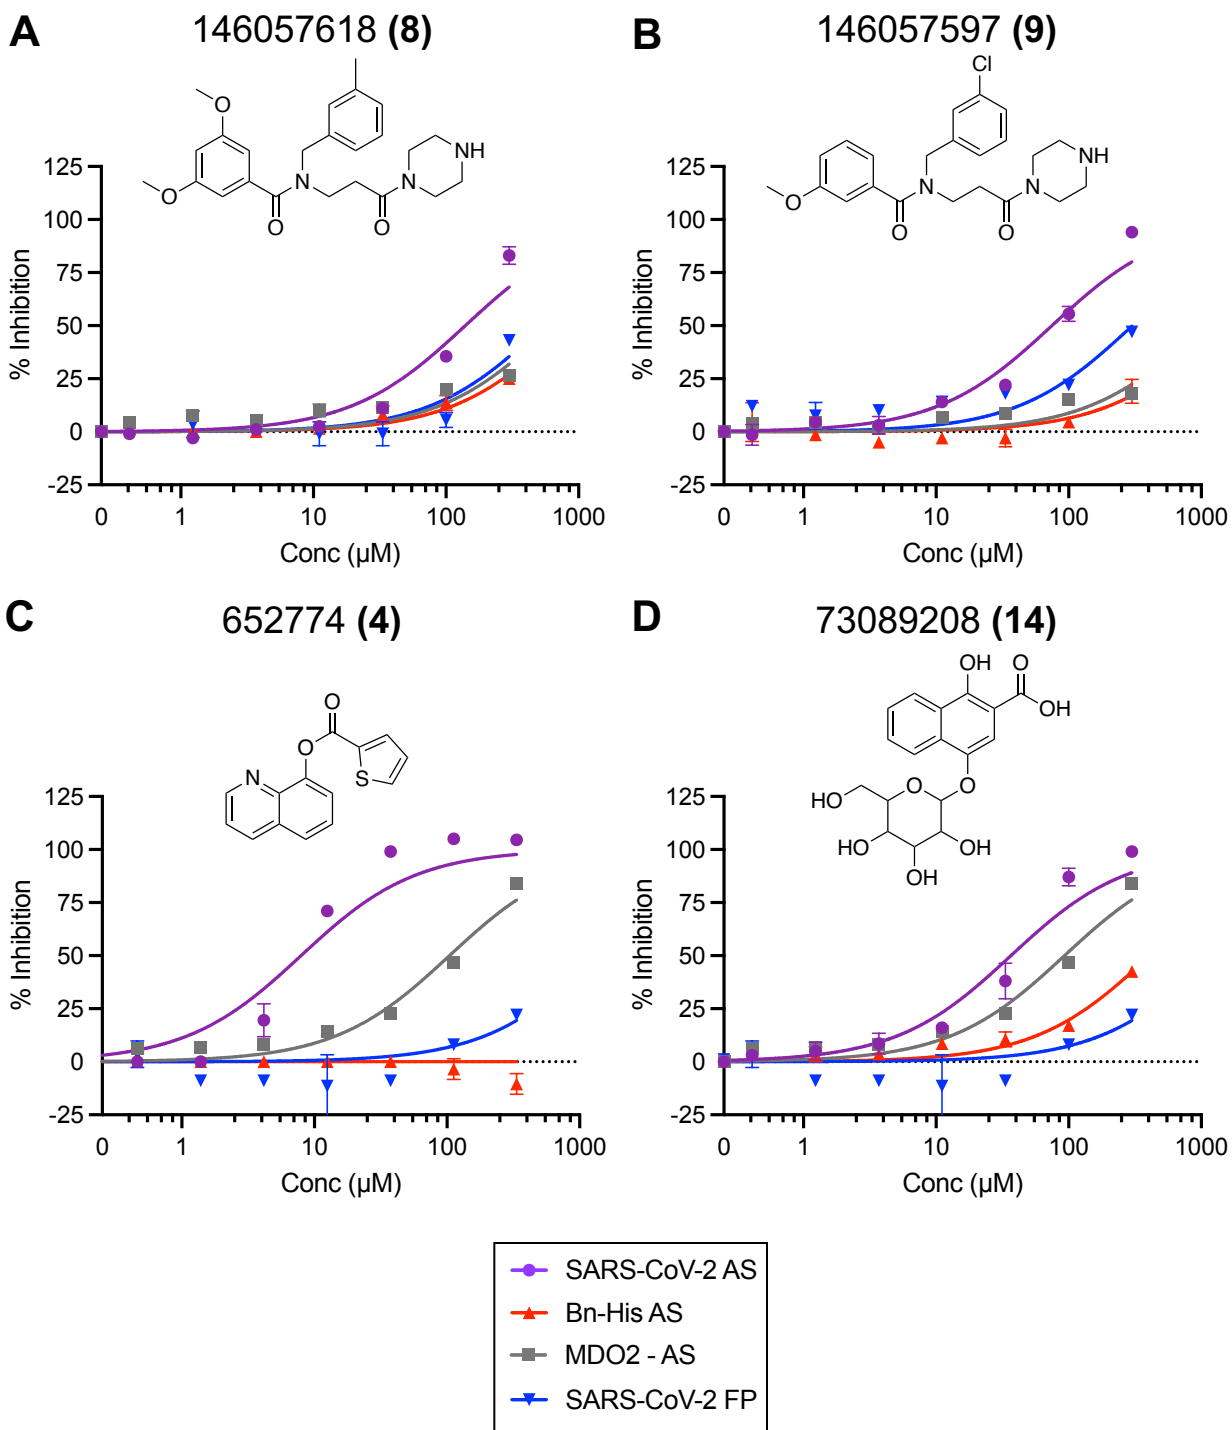 A
146057618 (8)
B
146057597 (9)
O
O
N
O
O
N
NH
Cl
O
O
N
O
N
NH
125
100
75
50
25
0
-25
% Inhibition
0 1 10 100 1000
Conc (µM)
125
100
75
50
25
0
-25
% Inhibition
0 1 10 100 1000
Conc (µM)
C
652774 (4)
D
73089208 (14)
O
O
N
S
OH
O
OH
O
HO
O
HO
OH
OH
125
100
75
50
25
0
-25
% Inhibition
0 1 10 100 1000
Conc (µM)
125
100
75
50
25
0
-25
% Inhibition
0 1 10 100 1000
Conc (µM)
SARS-CoV-2 AS
Bn-His AS
MDO2 - AS
SARS-CoV-2 FP